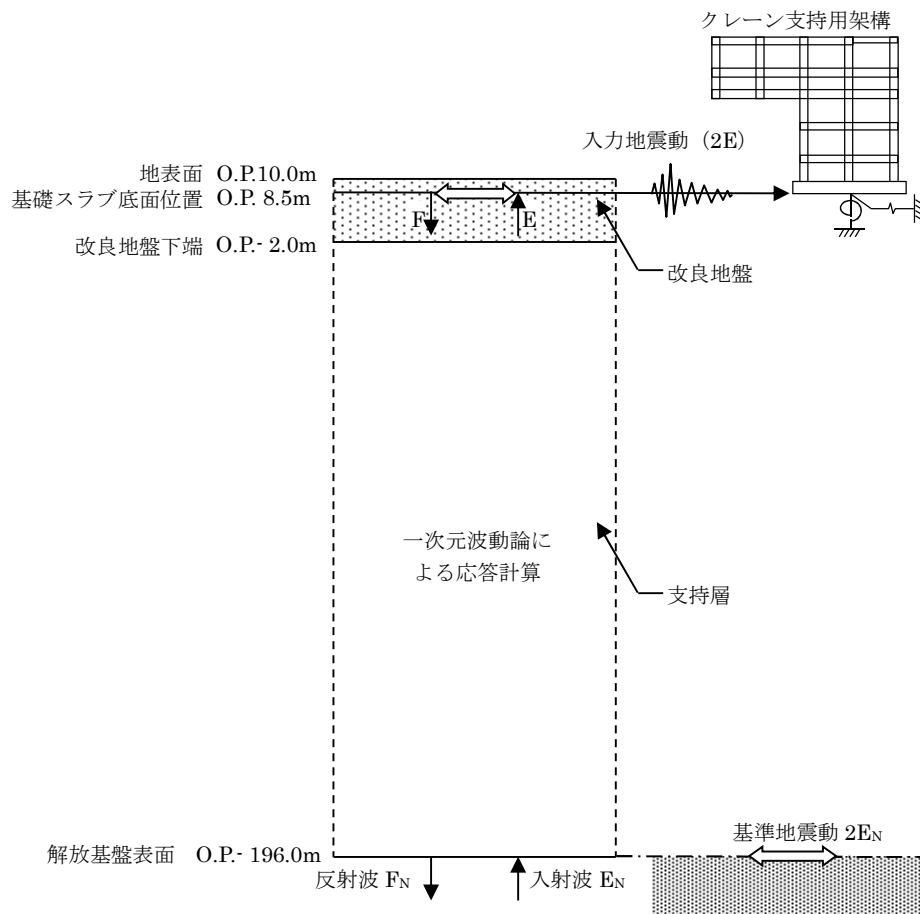 クレーン支持用架構
入力地震動（2E）
地表面 O.P.10.0m
基礎スラブ底面位置 O.P. 8.5m
F
E
改良地盤下端 O.P.- 2.0m
改良地盤
一次元波動論に
よる応答計算
支持層
基準地震動 2EN
解放基盤表面 O.P.- 196.0m
反射波 FN
入射波 EN